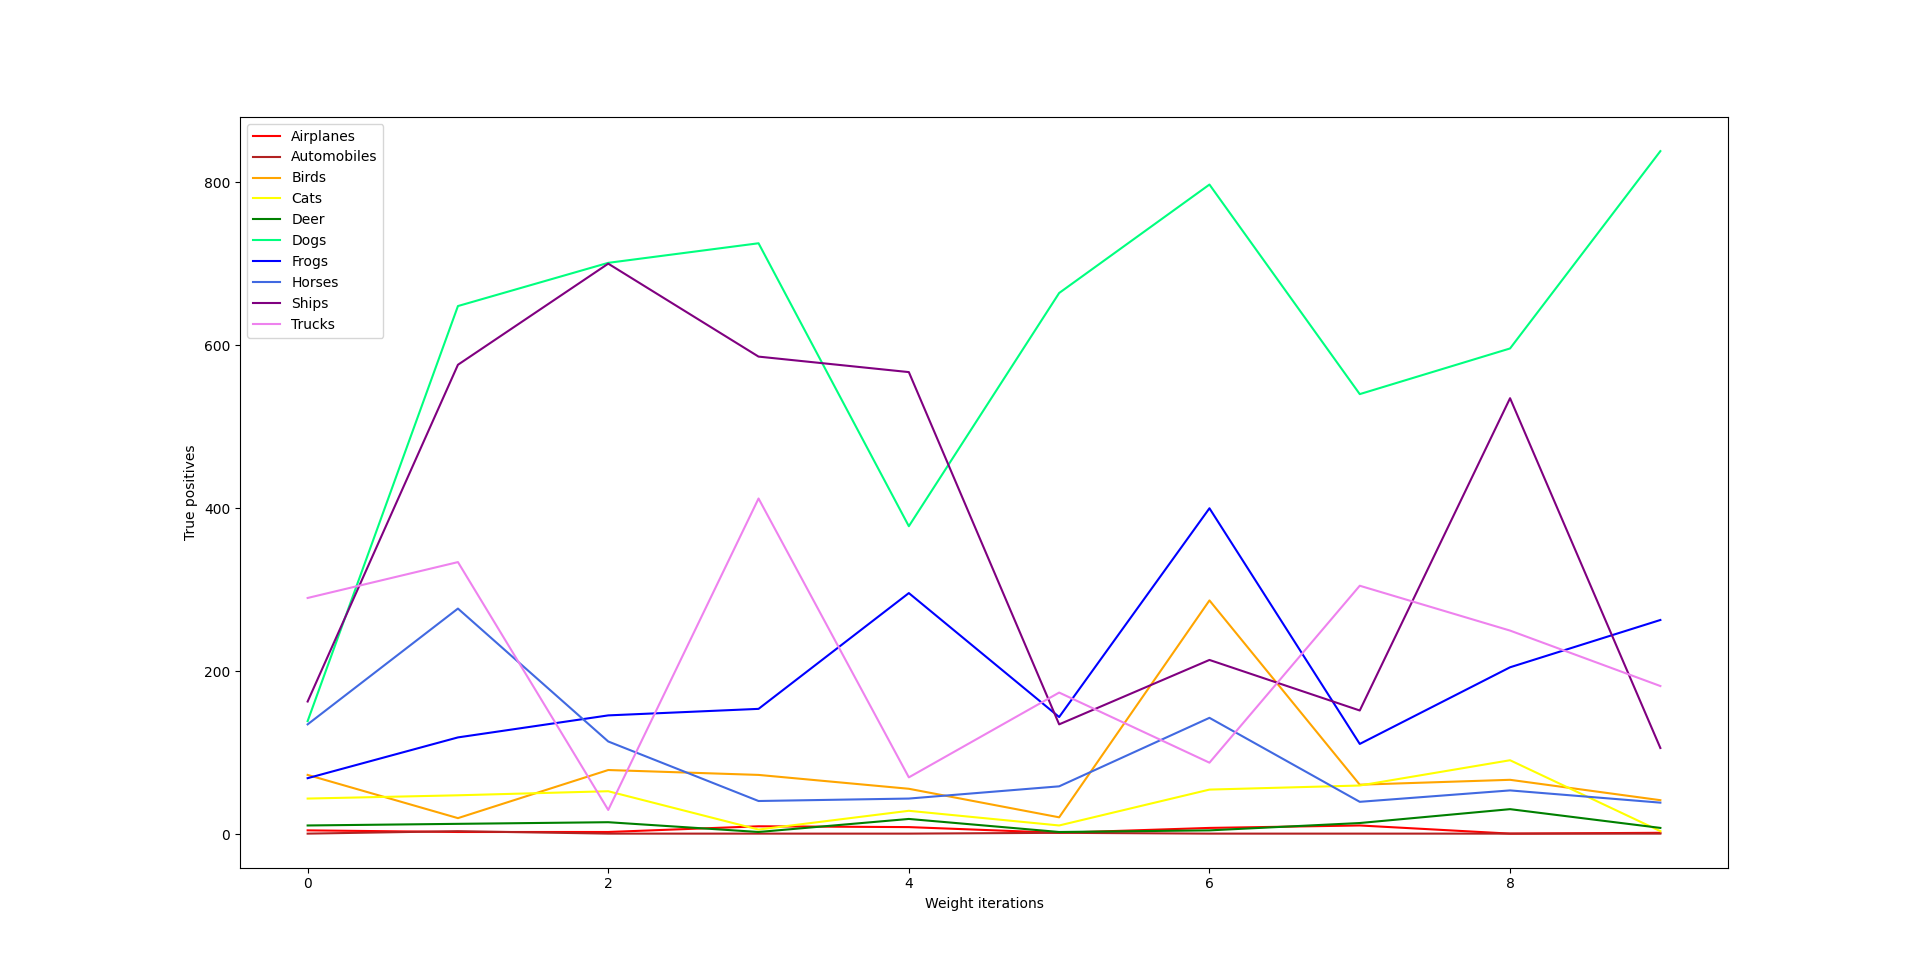 Airplanes
Automobiles
Birds
Cats
Deer
Dogs
Frogs
Horses
Ships
Trucks
800
600
400
200
0
True positives
0 2 4 6 8
Weight iterations